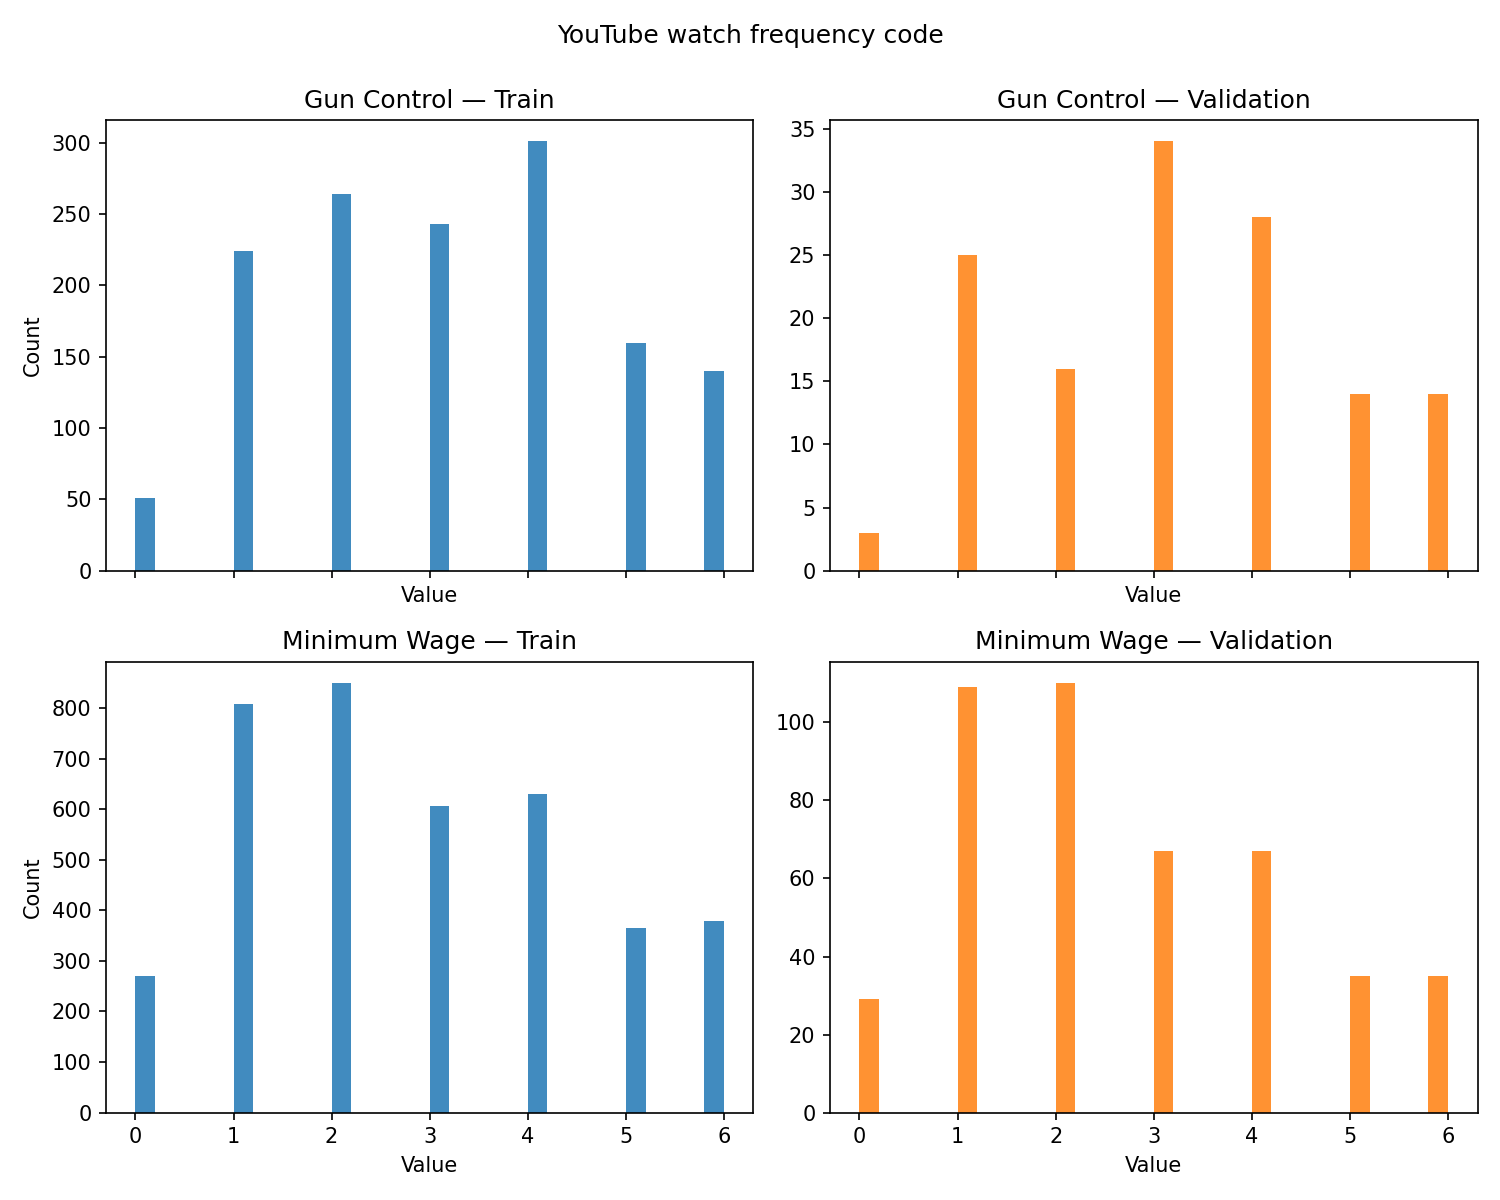 YouTube watch frequency code
Gun Control — Train
Gun Control — Validation
300
250
200
150
100
50
0
Count
Value
35
30
25
20
15
10
5
0
Value
Minimum Wage — Train
Minimum Wage — Validation
800
700
600
500
400
300
200
100
0
Count
0 1 2 3 4 5 6
Value
100
80
60
40
20
0
0 1 2 3 4 5 6
Value